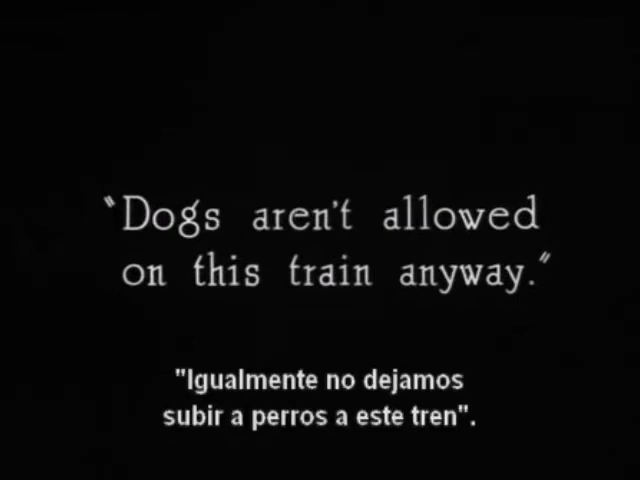 "Dogs aren't allowed
on this train anyway."
"Igualmente no dejamos
subir a perros a este tren".